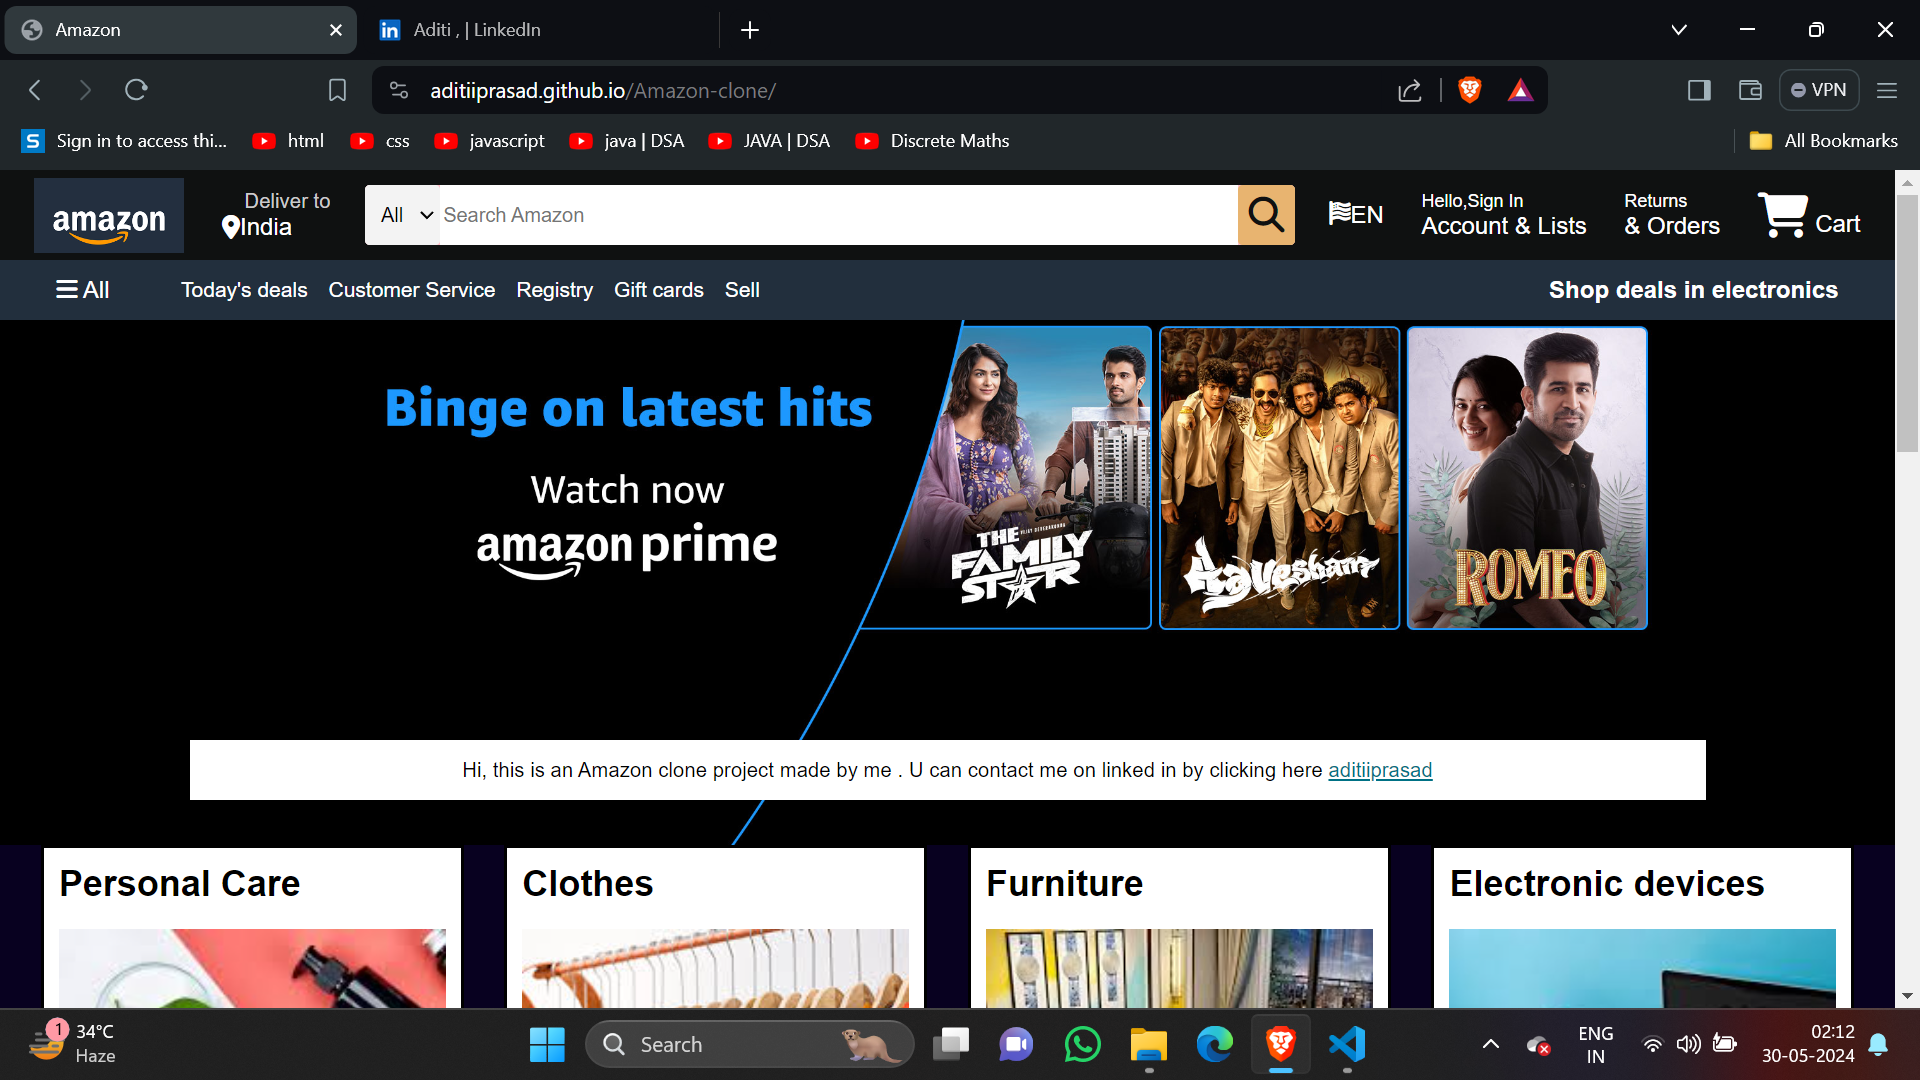 Amazon
Aditi , | LinkedIn
aditiiprasad.github.io/Amazon-clone/
VPN
Sign in to access thi...
html
css
javascript
java | DSA
JAVA | DSA
Discrete Maths
All Bookmarks
amazon
Deliver to
India
All
Search Amazon
EN
Hello,Sign In
Account & Lists
Returns
& Orders
Cart
All
Today's deals
Customer Service
Registry
Gift cards
Sell
Shop deals in electronics
Binge on latest hits
Watch now
amazon prime
THE
FAMILY
STAR
Aavesham
ROMEO
Hi, this is an Amazon clone project made by me . U can contact me on linked in by clicking here aditiiprasad
Personal Care
Clothes
Furniture
Electronic devices
1
34°C
Haze
Search
ENG
IN
02:12
30-05-2024